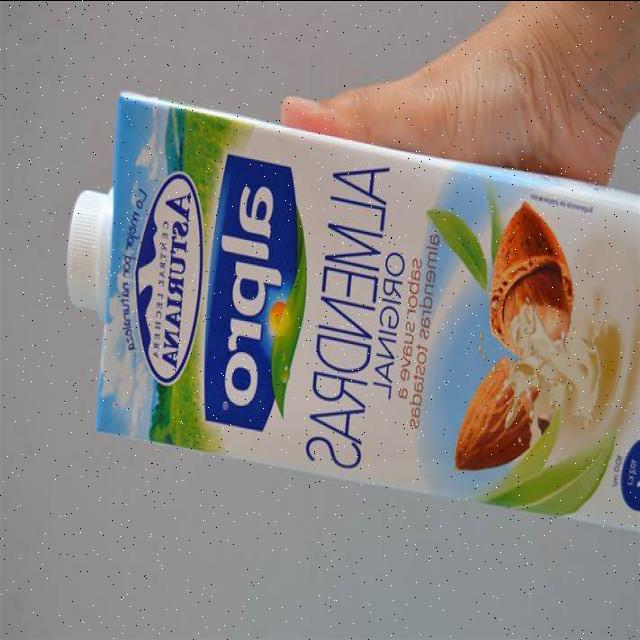 Lo mejor por naturaleza
ASTURIANA
CENTRAL LECHERA
alpro®
ALMENDRAS
ORIGINAL
sabor suave a
almendras tostadas